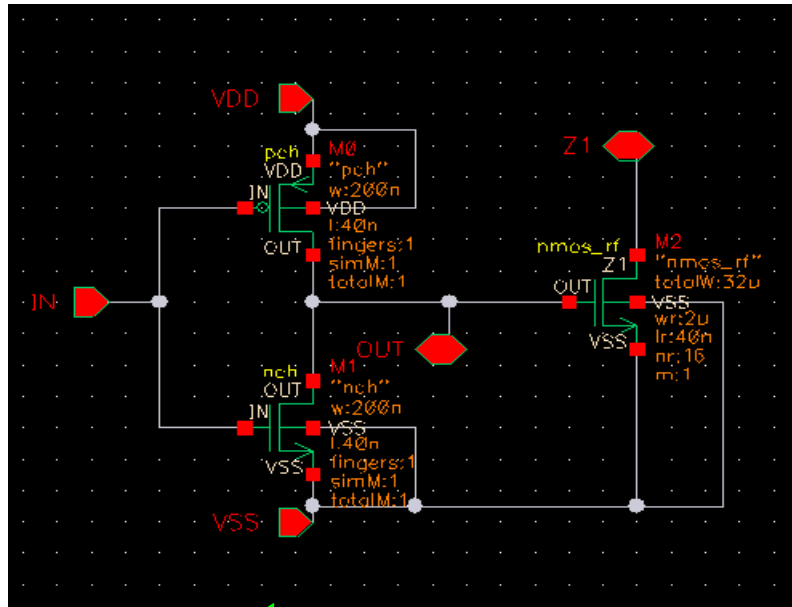 VDD
pch
VDD
IN
OUT
M0
"pch"
w:200n
VDD
l:40n
fingers:1
simM:1
totalM:1
IN
OUT
nch
OUT
IN
VSS
M1
"nch"
w:200n
VSS
l:40n
fingers:1
simM:1
totalM:1
VSS
Z1
nmos_rf
Z1
OUT
VSS
M2
"nmos_rf"
totalW:32u
VSS
wr:2u
lr:40n
nr:16
m:1